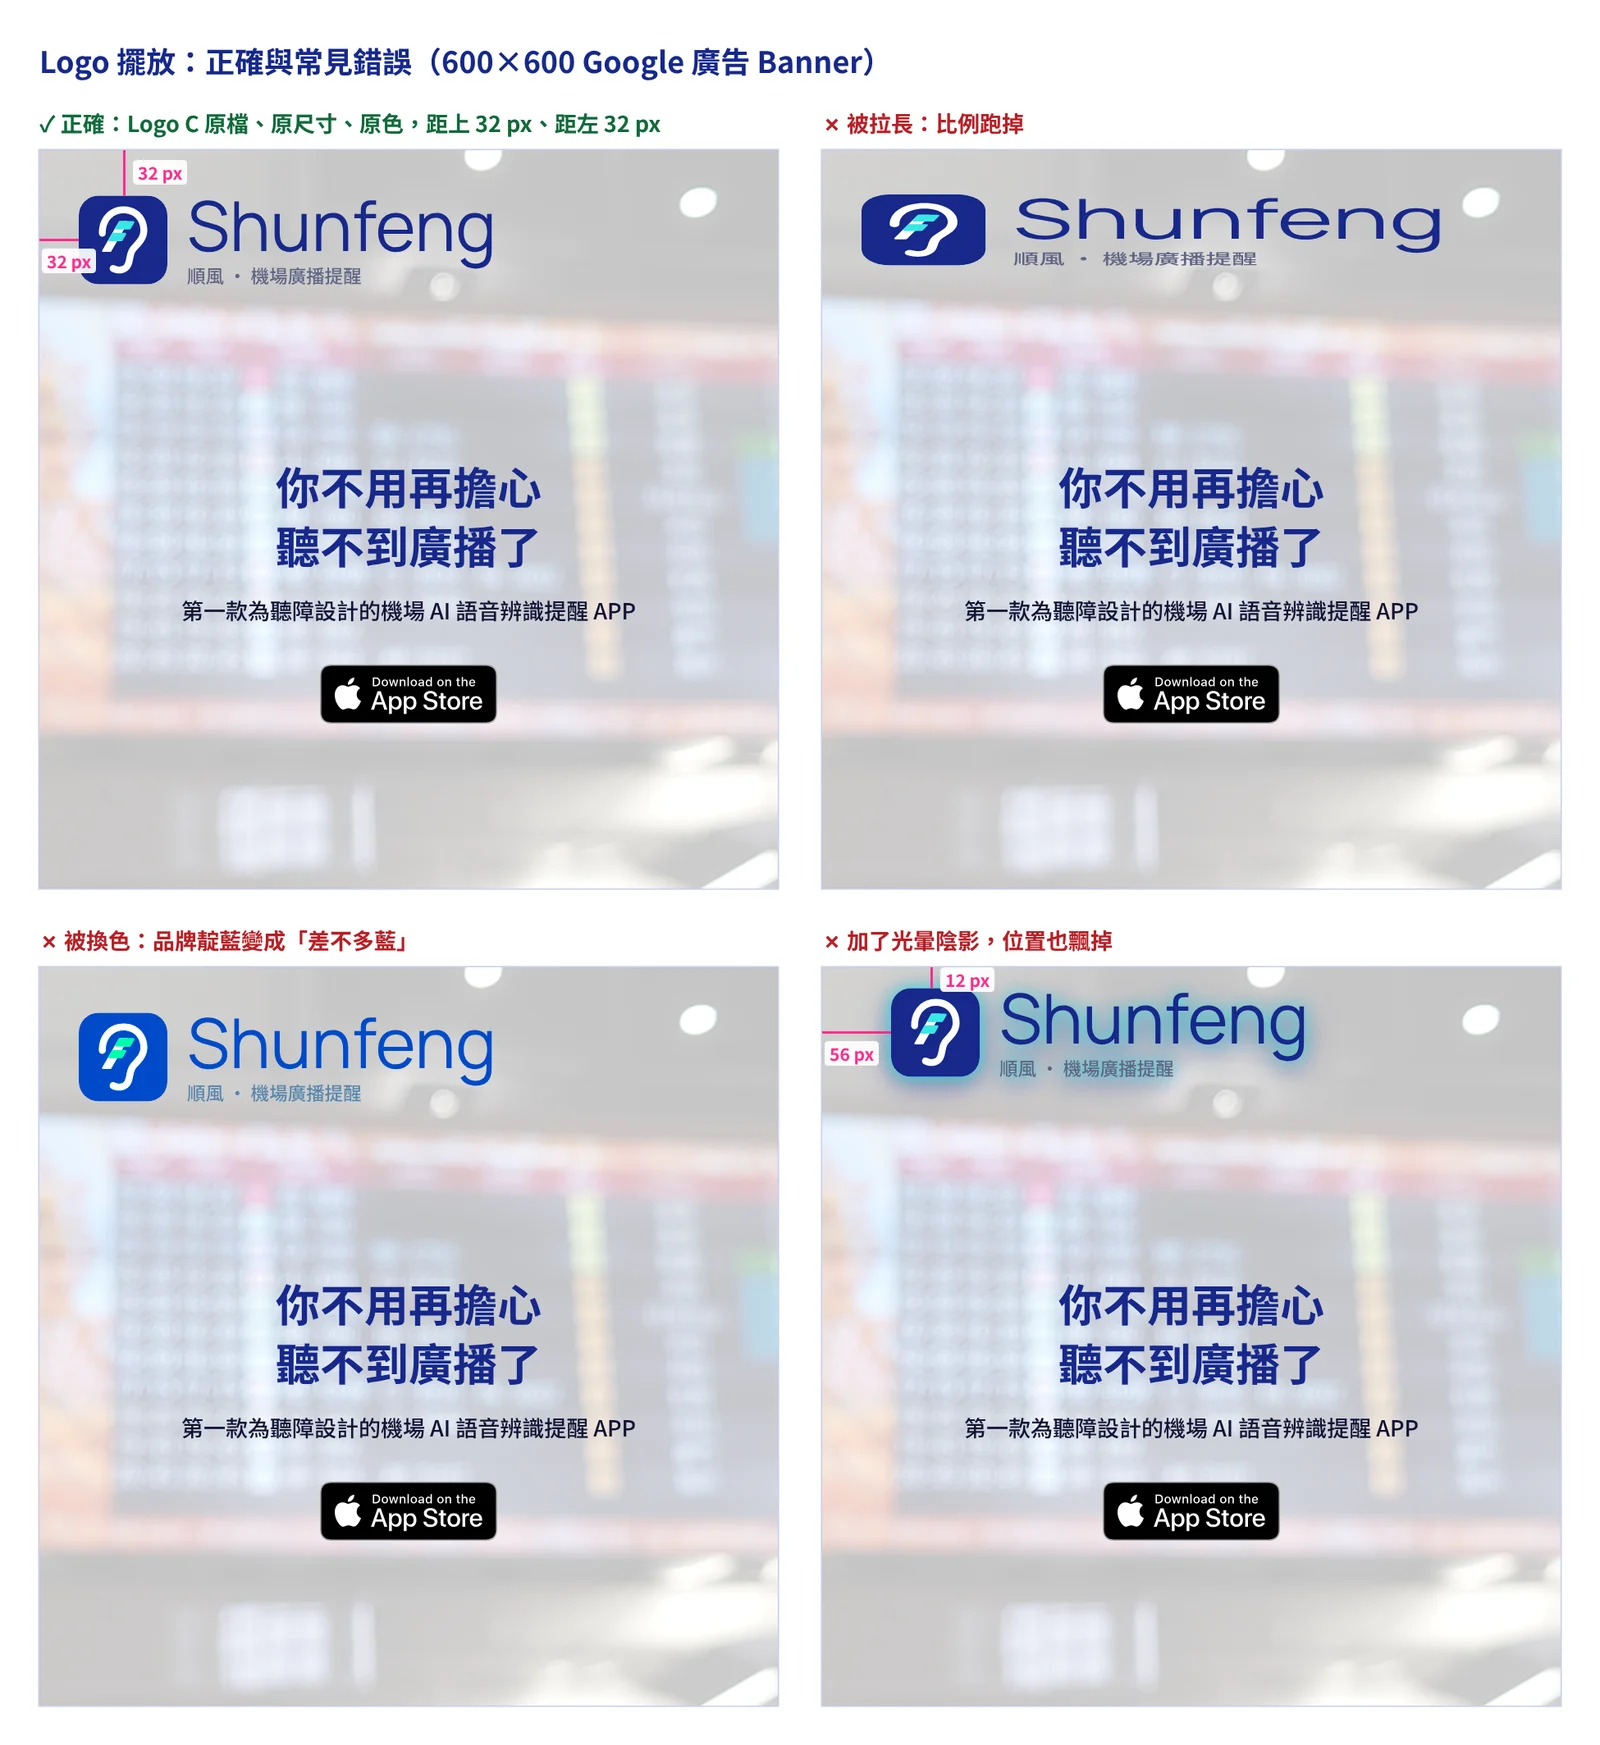 Logo 擺放：正確與常見錯誤（600×600 Google 廣告 Banner）
✓ 正確：Logo C 原檔、原尺寸、原色，距上 32 px、距左 32 px
32 px
32 px
Shunfeng
順風・機場廣播提醒
你不用再擔心
聽不到廣播了
第一款為聽障設計的機場 AI 語音辨識提醒 APP
Download on the
App Store
× 被拉長：比例跑掉
Shunfeng
順風・機場廣播提醒
你不用再擔心
聽不到廣播了
第一款為聽障設計的機場 AI 語音辨識提醒 APP
Download on the
App Store
× 被換色：品牌靛藍變成「差不多藍」
Shunfeng
順風・機場廣播提醒
你不用再擔心
聽不到廣播了
第一款為聽障設計的機場 AI 語音辨識提醒 APP
Download on the
App Store
× 加了光暈陰影，位置也飄掉
12 px
56 px
Shunfeng
順風・機場廣播提醒
你不用再擔心
聽不到廣播了
第一款為聽障設計的機場 AI 語音辨識提醒 APP
Download on the
App Store